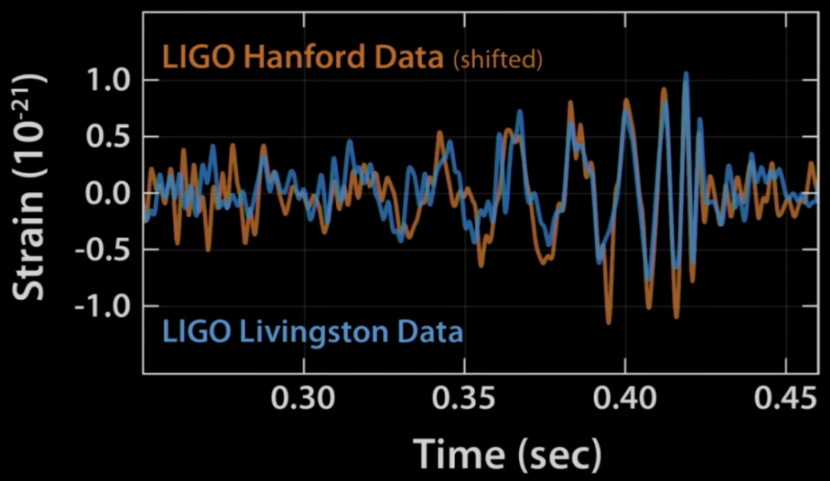 LIGO Hanford Data (shifted)
Strain (10⁻²¹)
1.0
0.5
0.0
-0.5
-1.0
LIGO Livingston Data
0.30
0.35
0.40
0.45
Time (sec)